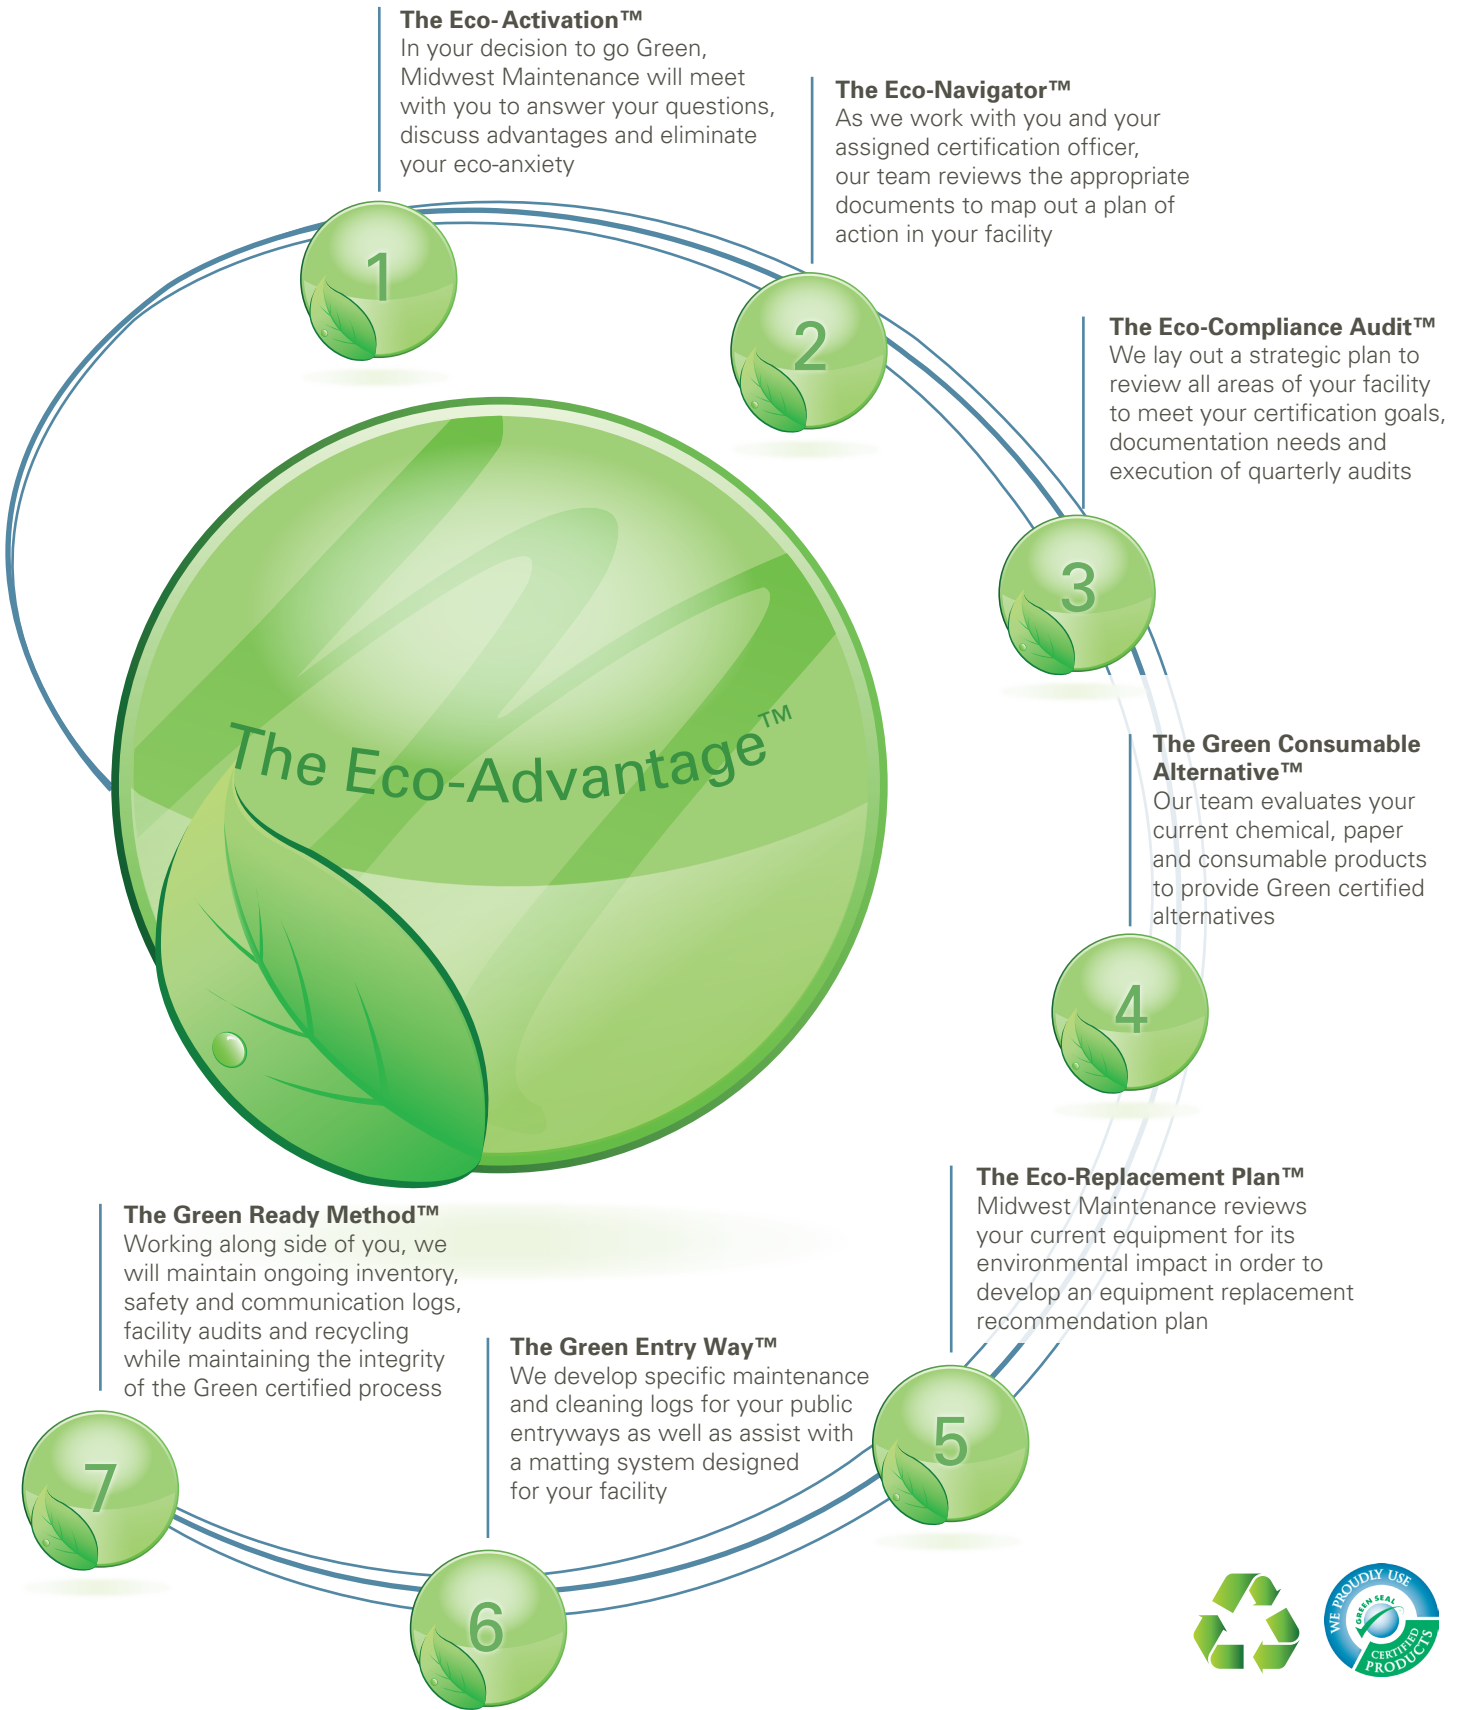 The Eco-Activation™
In your decision to go Green,
Midwest Maintenance will meet
with you to answer your questions,
discuss advantages and eliminate
your eco-anxiety
1
The Eco-Navigator™
As we work with you and your
assigned certification officer,
our team reviews the appropriate
documents to map out a plan of
action in your facility
2
The Eco-Compliance Audit™
We lay out a strategic plan to
review all areas of your facility
to meet your certification goals,
documentation needs and
execution of quarterly audits
3
The Eco-Advantage™
The Green Consumable
Alternative™
Our team evaluates your
current chemical, paper
and consumable products
to provide Green certified
alternatives
4
The Eco-Replacement Plan™
Midwest Maintenance reviews
your current equipment for its
environmental impact in order to
develop an equipment replacement
recommendation plan
5
The Green Entry Way™
We develop specific maintenance
and cleaning logs for your public
entryways as well as assist with
a matting system designed
for your facility
6
The Green Ready Method™
Working along side of you, we
will maintain ongoing inventory,
safety and communication logs,
facility audits and recycling
while maintaining the integrity
of the Green certified process
7
WE PROUDLY USE
GREEN SEAL
CERTIFIED
PRODUCTS